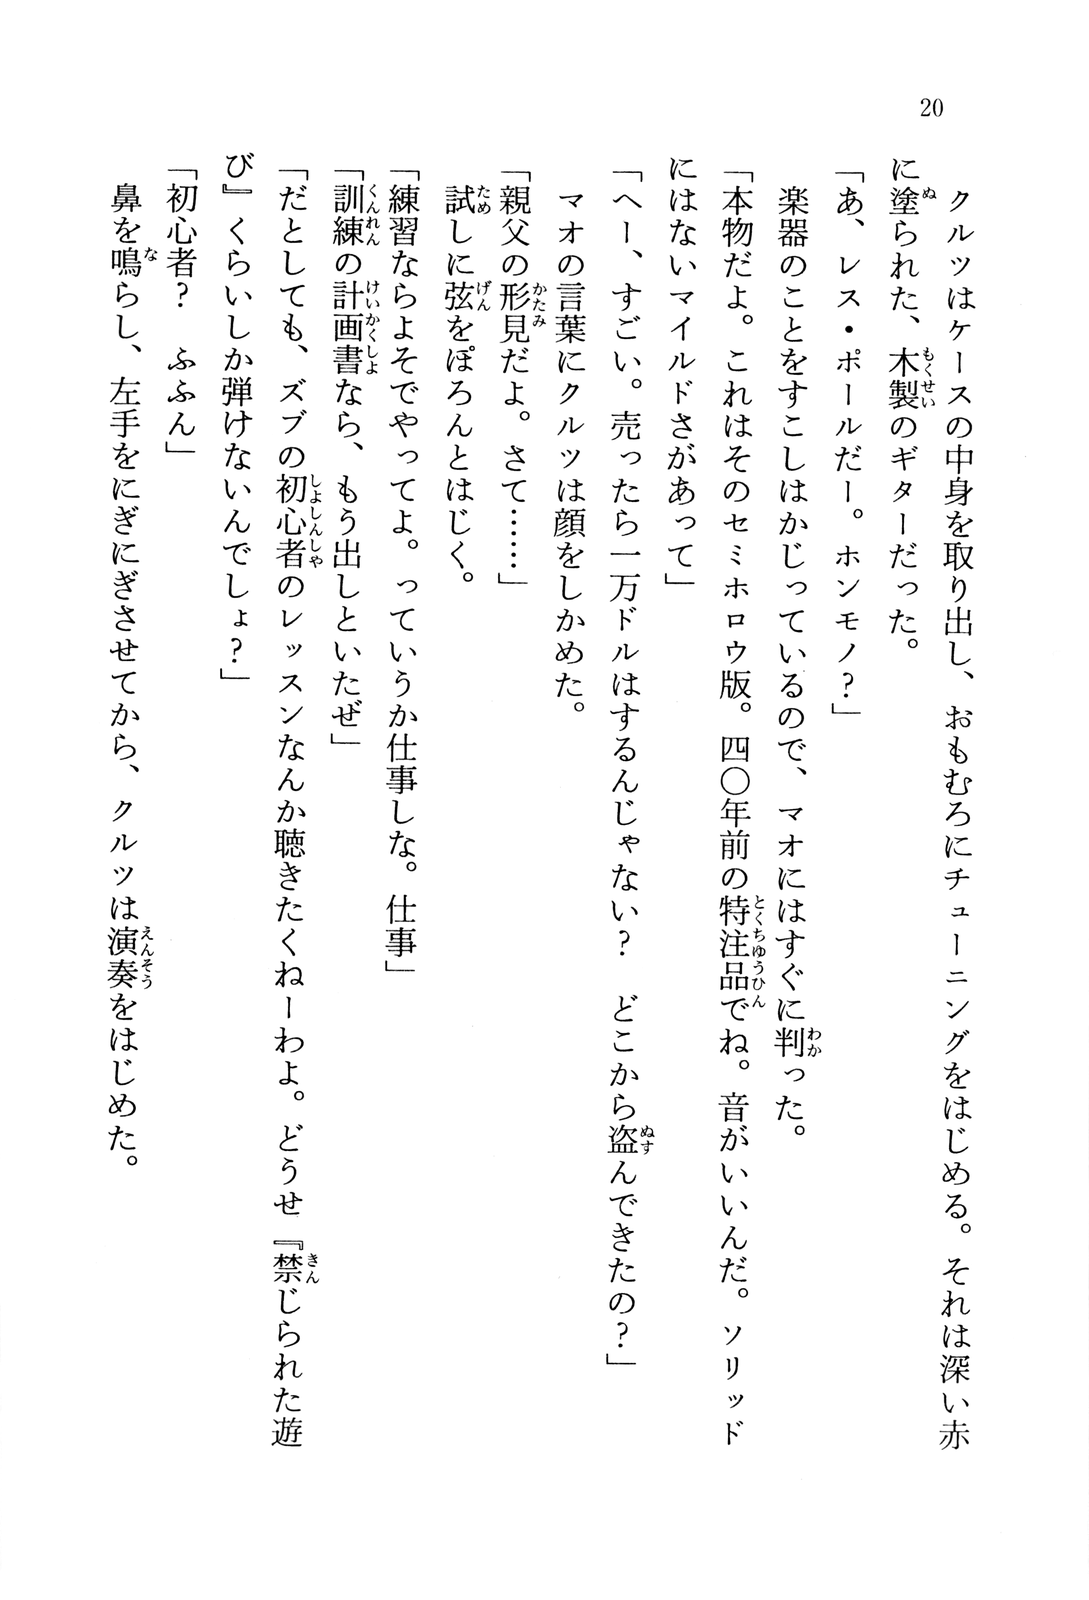 20
クルツはケースの中身を取り出し、おもむろにチューニングをはじめる。それは深い赤
に塗られた、木製のギターだった。
「あ、レス・ポールだー。ホンモノ?」
楽器のことをすこしはかじっているので、マオにはすぐに判った。
「本物だよ。これはそのセミホロウ版。四〇年前の特注品でね。音がいいんだ。ソリッド
にはないマイルドさがあって」
「へー、すごい。売ったら一万ドルはするんじゃない? どこから盗んできたの?」
マオの言葉にクルツは顔をしかめた。
「親父の形見だよ。さて……」
試しに弦をぽろんとはじく。
「練習ならよそでやってよ。っていうか仕事しな。仕事」
「訓練の計画書なら、もう出しといたぜ」
「だとしても、ズブの初心者のレッスンなんか聴きたくねーわよ。どうせ『禁じられた遊
び』くらいしか弾けないんでしょ?」
「初心者? ふふん」
鼻を鳴らし、左手をにぎにぎさせてから、クルツは演奏をはじめた。